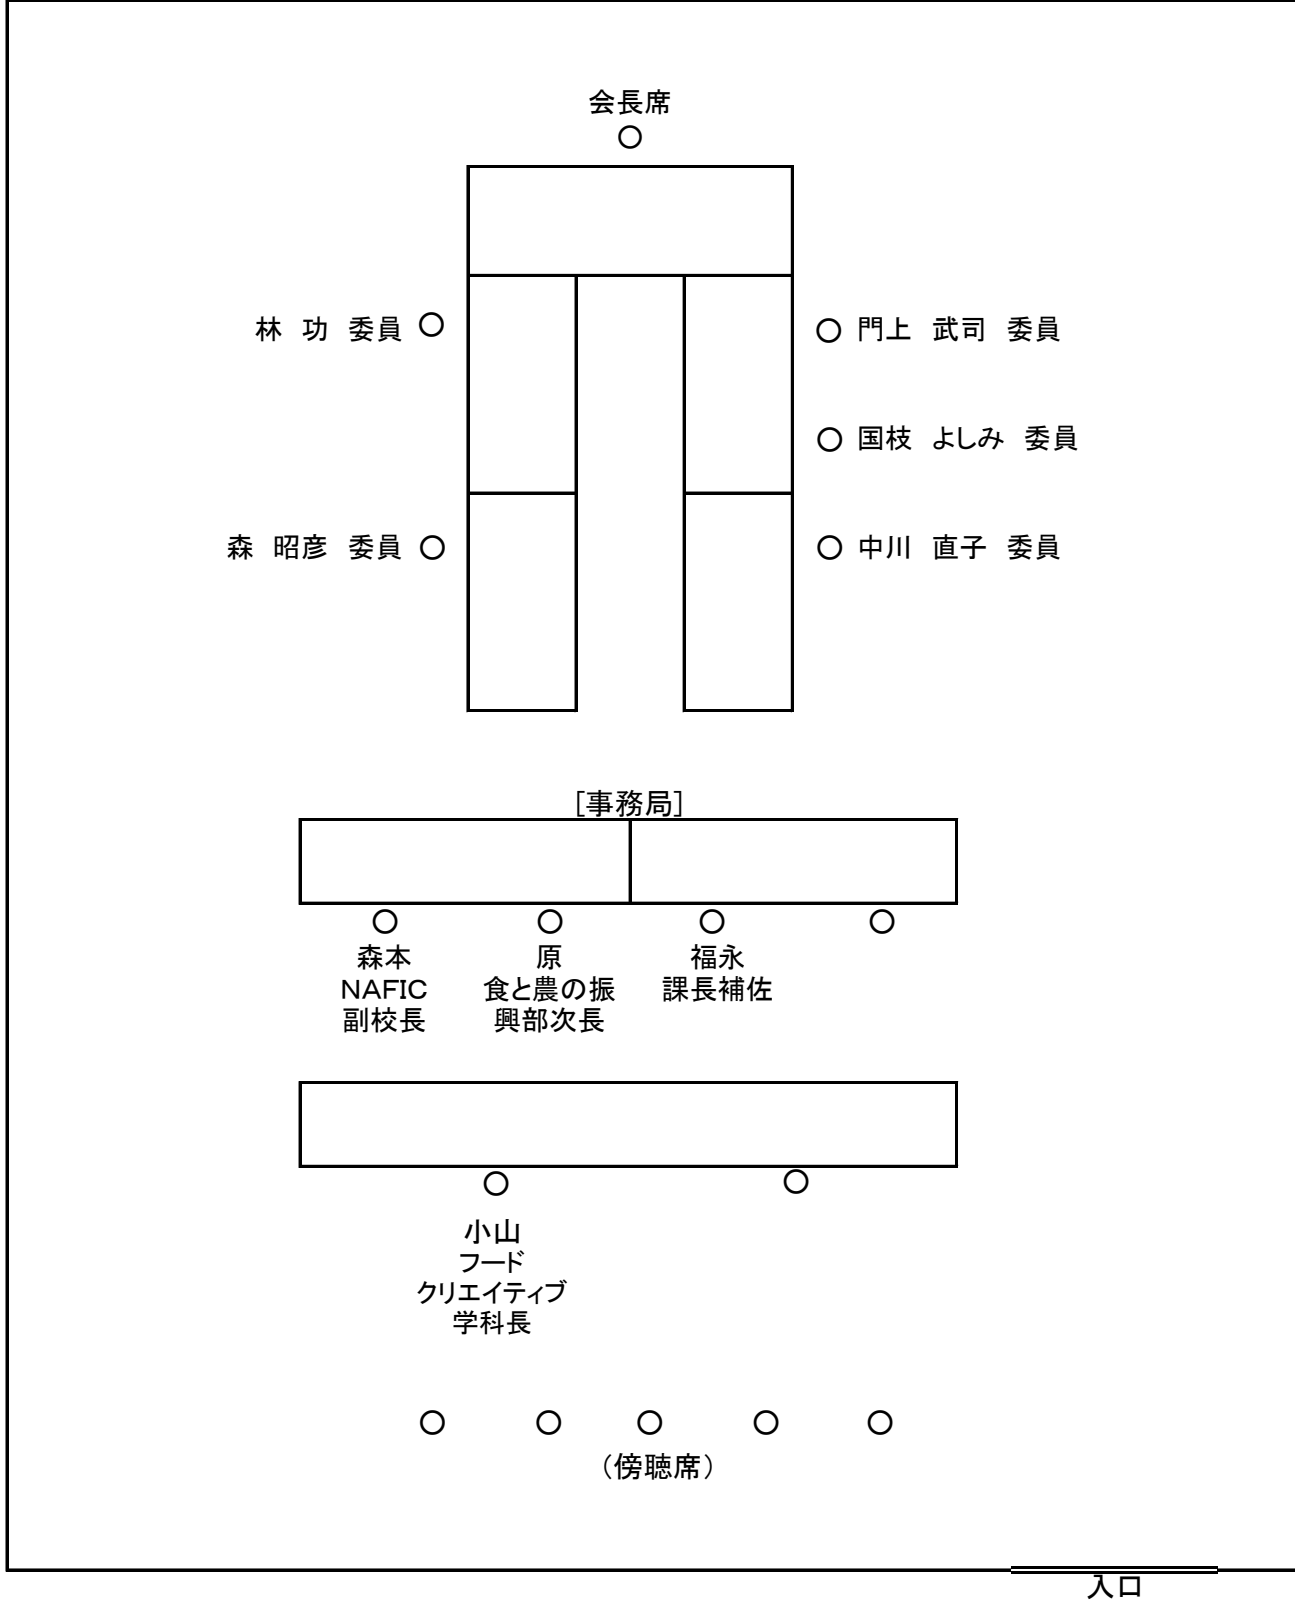 会長席
林　功　委員
門上　武司　委員
国枝　よしみ　委員
森　昭彦　委員
中川　直子　委員
[事務局]
森本
NAFIC
副校長
原
食と農の振
興部次長
福永
課長補佐
小山
フード
クリエイティブ
学科長
（傍聴席）
入口